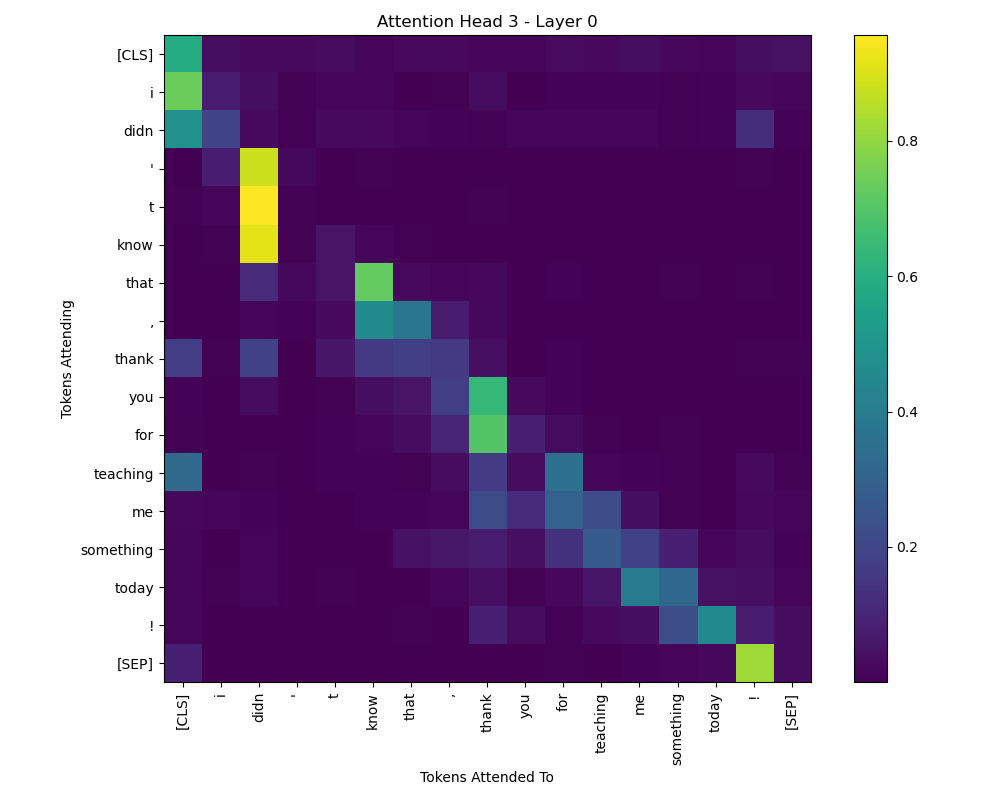 Attention Head 3 - Layer 0
Tokens Attending
[CLS]
i
didn
'
t
know
that
,
thank
you
for
teaching
me
something
today
!
[SEP]
[CLS]
i
didn
'
t
know
that
,
thank
you
for
teaching
me
something
today
!
[SEP]
Tokens Attended To
0.8
0.6
0.4
0.2